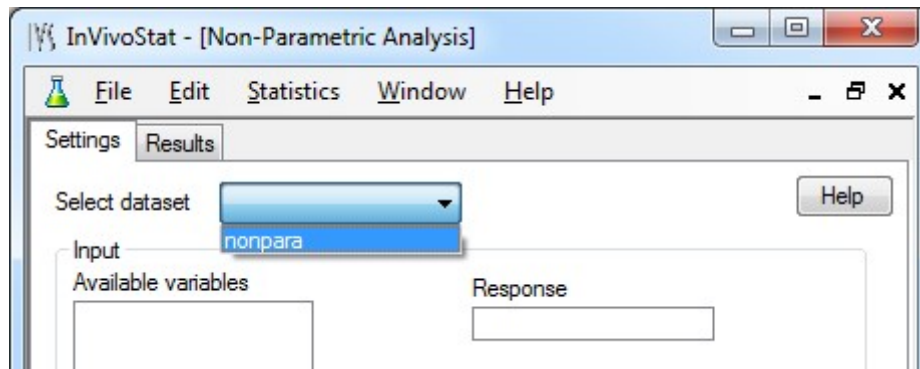 InVivoStat - [Non-Parametric Analysis]
File Edit Statistics Window Help
Settings Results
Select dataset Help
nonpara
Input
Available variables Response